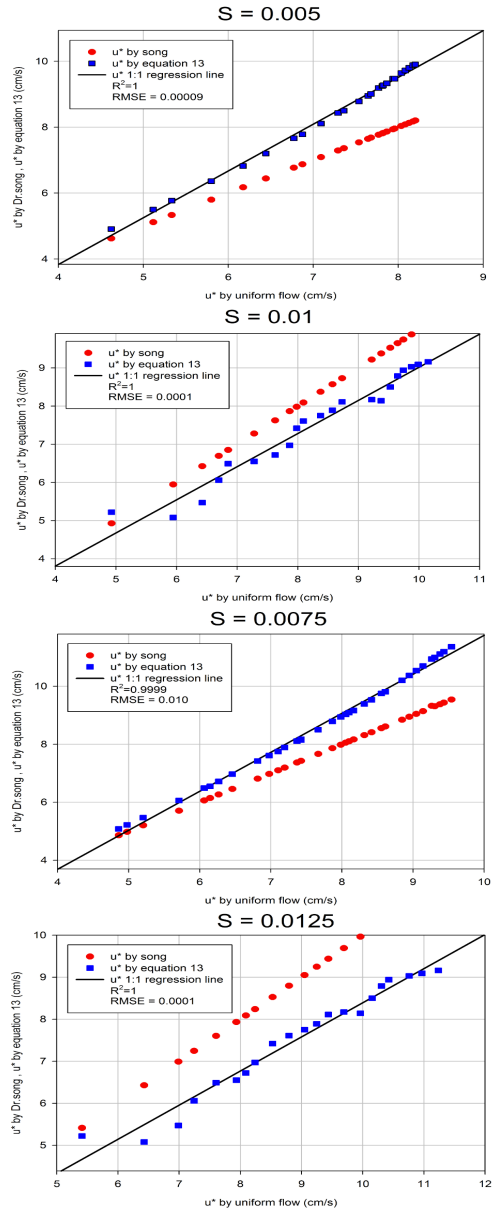 S = 0.005
u* by song
u* by equation 13
u* 1:1 regression line
R²=1
RMSE = 0.00009
u* by Dr.song , u* by equation 13 (cm/s)
10
8
6
4
4 5 6 7 8 9
u* by uniform flow (cm/s)
S = 0.01
u* by song
u* by equation 13
u* 1:1 regression line
R²=1
RMSE = 0.0001
u* by Dr.song , u* by equation 13 (cm/s)
9
8
7
6
5
4
4 5 6 7 8 9 10 11
u* by uniform flow (cm/s)
S = 0.0075
u* by song
u* by equation 13
u* 1:1 regression line
R²=0.9999
RMSE = 0.010
u* by Dr.song , u* by equation 13 (cm/s)
10
8
6
4
4 5 6 7 8 9 10
u* by uniform flow (cm/s)
S = 0.0125
u* by song
u* by equation 13
u* 1:1 regression line
R²=1
RMSE = 0.0001
u* by Dr.song , u* by equation 13 (cm/s)
10
9
8
7
6
5
5 6 7 8 9 10 11 12
u* by uniform flow (cm/s)